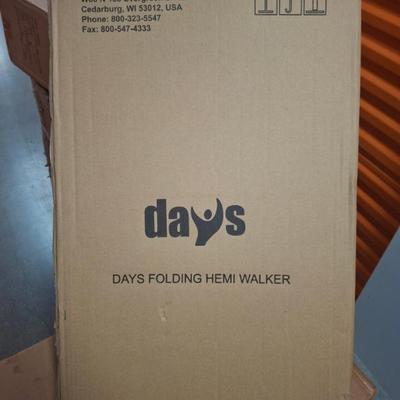 Cedarburg, WI 53012, USA
Phone: 800-323-5547
Fax: 800-547-4333
days
DAYS FOLDING HEMI WALKER